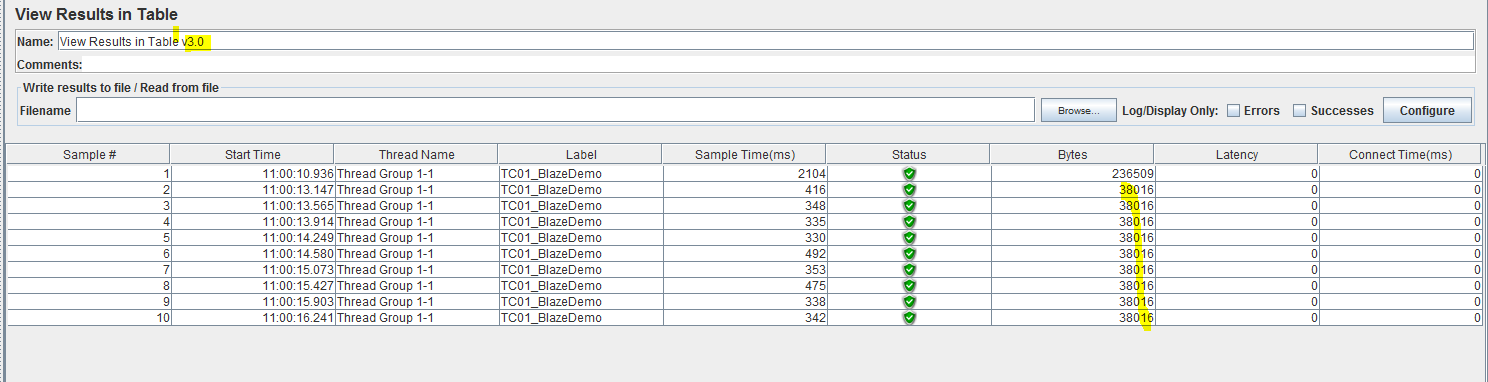 View Results in Table
Name: View Results in Table v3.0
Comments:
Write results to file / Read from file
Filename Browse... Log/Display Only: Errors Successes Configure
Sample # Start Time Thread Name Label Sample Time(ms) Status Bytes Latency Connect Time(ms)
1 11:00:10.936 Thread Group 1-1 TC01_BlazeDemo 2104 236509 0 0
2 11:00:13.147 Thread Group 1-1 TC01_BlazeDemo 416 38016 0 0
3 11:00:13.565 Thread Group 1-1 TC01_BlazeDemo 348 38016 0 0
4 11:00:13.914 Thread Group 1-1 TC01_BlazeDemo 335 38016 0 0
5 11:00:14.249 Thread Group 1-1 TC01_BlazeDemo 330 38016 0 0
6 11:00:14.580 Thread Group 1-1 TC01_BlazeDemo 492 38016 0 0
7 11:00:15.073 Thread Group 1-1 TC01_BlazeDemo 353 38016 0 0
8 11:00:15.427 Thread Group 1-1 TC01_BlazeDemo 475 38016 0 0
9 11:00:15.903 Thread Group 1-1 TC01_BlazeDemo 338 38016 0 0
10 11:00:16.241 Thread Group 1-1 TC01_BlazeDemo 342 38016 0 0